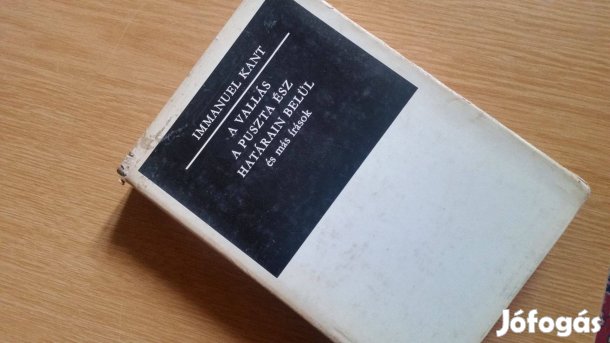 IMMANUEL KANT
A VALLÁS
A PUSZTA ÉSZ
HATÁRAIN BELÜL
és más írások
Jófogás